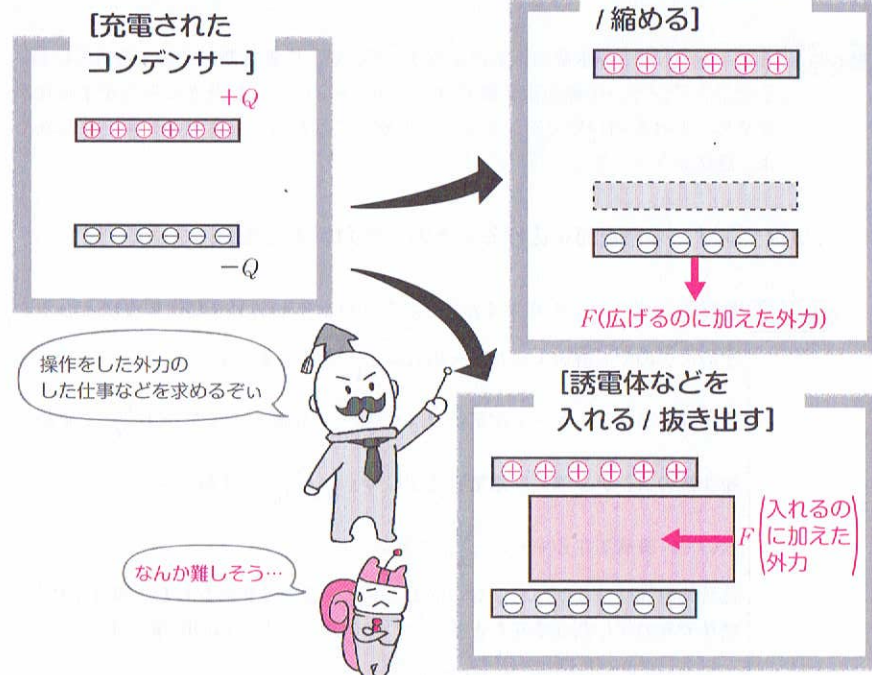 [充電された
コンデンサー]
+Q
⊕⊕⊕⊕⊕⊕
⊖⊖⊖⊖⊖⊖
−Q
/縮める]
⊕⊕⊕⊕⊕⊕
⊖⊖⊖⊖⊖⊖
F(広げるのに加えた外力)
操作をした外力の
した仕事などを求めるぞぃ
[誘電体などを
入れる/抜き出す]
⊕⊕⊕⊕⊕⊕
F(入れるの
に加えた
外力)
⊖⊖⊖⊖⊖⊖
なんか難しそう…